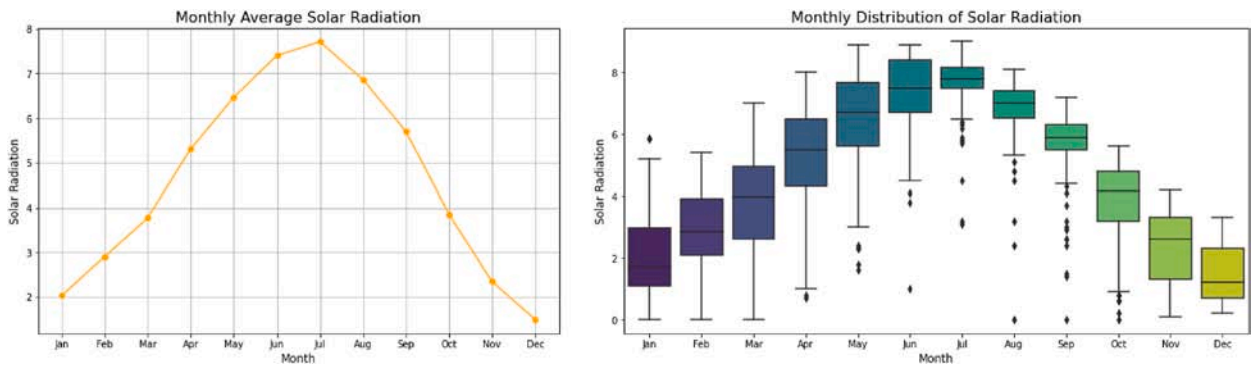 Monthly Average Solar Radiation
8
7
6
5
4
3
2
Solar Radiation
Jan Feb Mar Apr May Jun Jul Aug Sep Oct Nov Dec
Month
Monthly Distribution of Solar Radiation
8
6
4
2
0
Solar Radiation
Jan Feb Mar Apr May Jun Jul Aug Sep Oct Nov Dec
Month